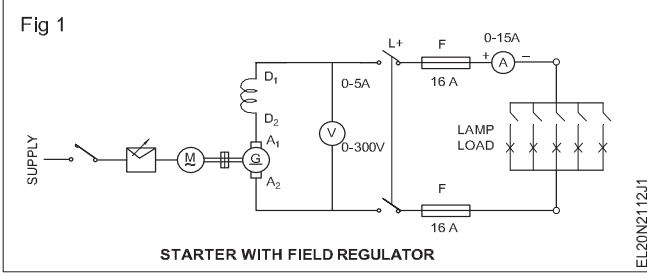 Fig 1
L+
F
0-15A
+
A
–
D1
0-5A
16 A
D2
V
0-300V
LAMP
LOAD
A1
SUPPLY
M
~
G
A2
F
16 A
STARTER WITH FIELD REGULATOR
EL20N2112J1